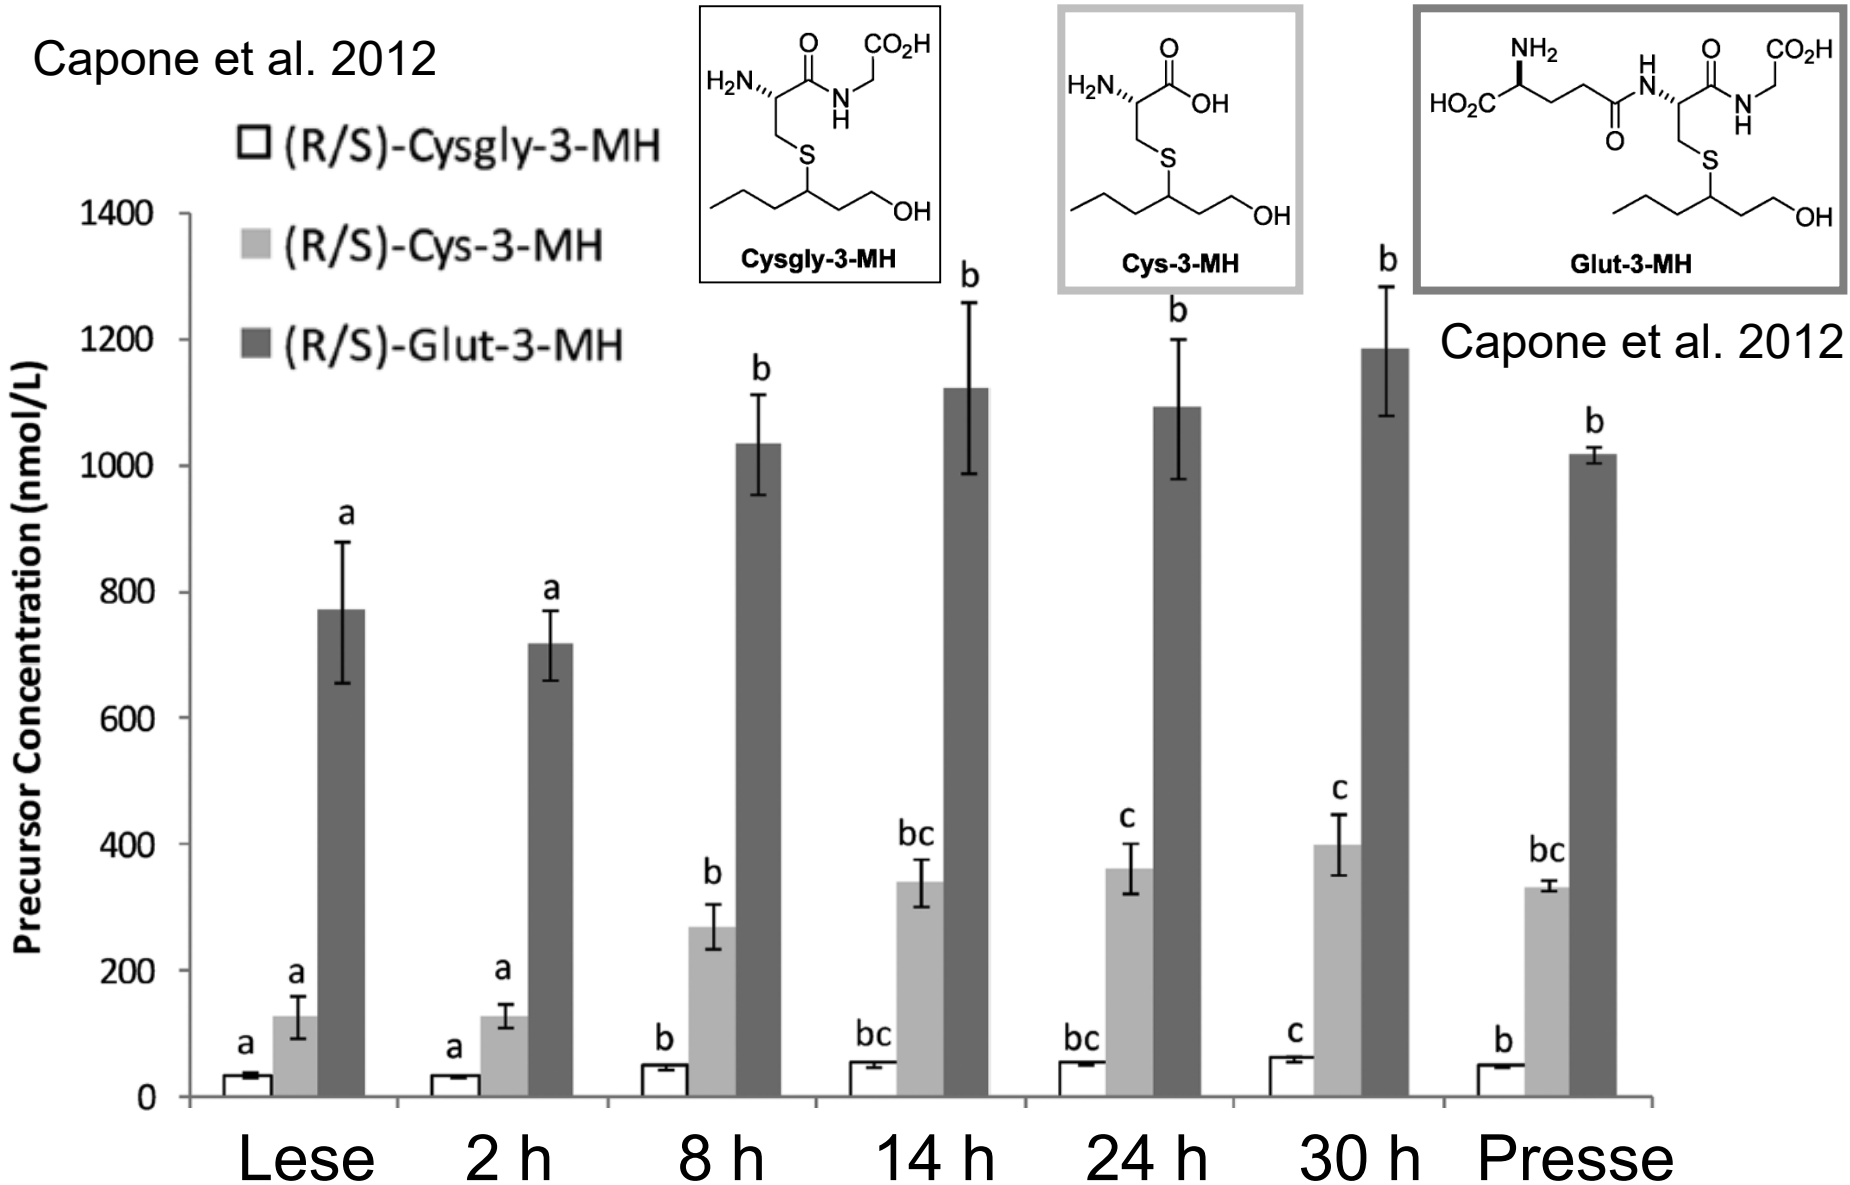 Capone et al. 2012
(R/S)-Cysgly-3-MH
(R/S)-Cys-3-MH
(R/S)-Glut-3-MH
O
CO2H
H2N
N
H
S
OH
Cysgly-3-MH
O
H2N
OH
S
OH
Cys-3-MH
NH2
H
N
O
CO2H
HO2C
N
H
O
S
OH
Glut-3-MH
Capone et al. 2012
Precursor Concentration (nmol/L)
1400
1200
1000
800
600
400
200
0
a
a
a
a
a
a
b
b
b
bc
bc
b
bc
c
b
c
c
b
b
bc
b
Lese
2 h
8 h
14 h
24 h
30 h
Presse